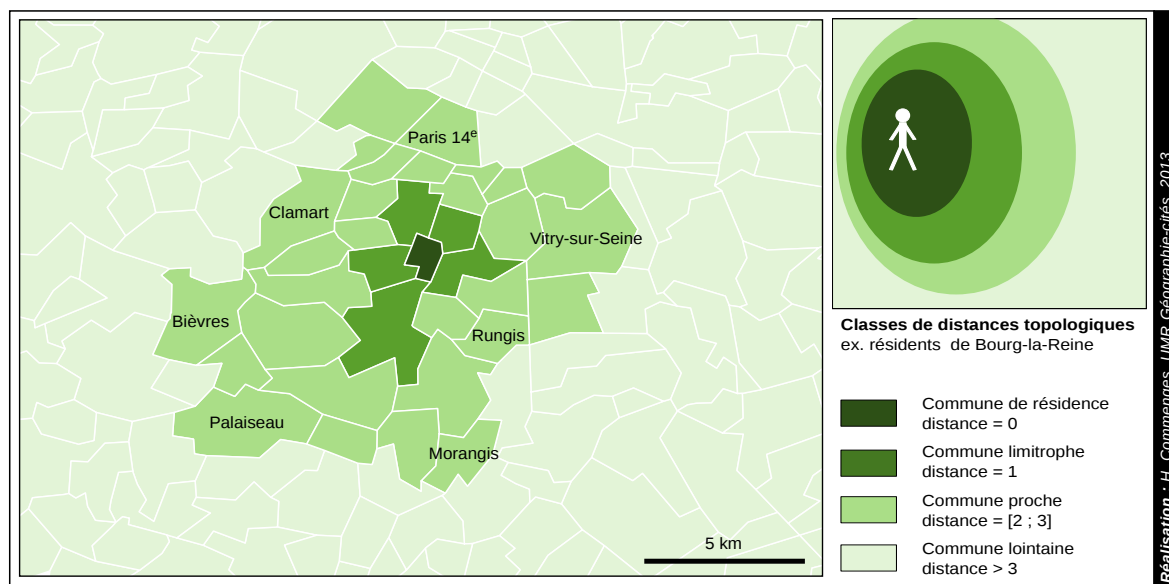 Paris 14e
Clamart
Vitry-sur-Seine
Bièvres
Rungis
Palaiseau
Morangis
5 km
Classes de distances topologiques
ex. résidents de Bourg-la-Reine
Commune de résidence
distance = 0
Commune limitrophe
distance = 1
Commune proche
distance = [2 ; 3]
Commune lointaine
distance > 3
Réalisation : H. Commenges, UMR Géographie-cités, 2013